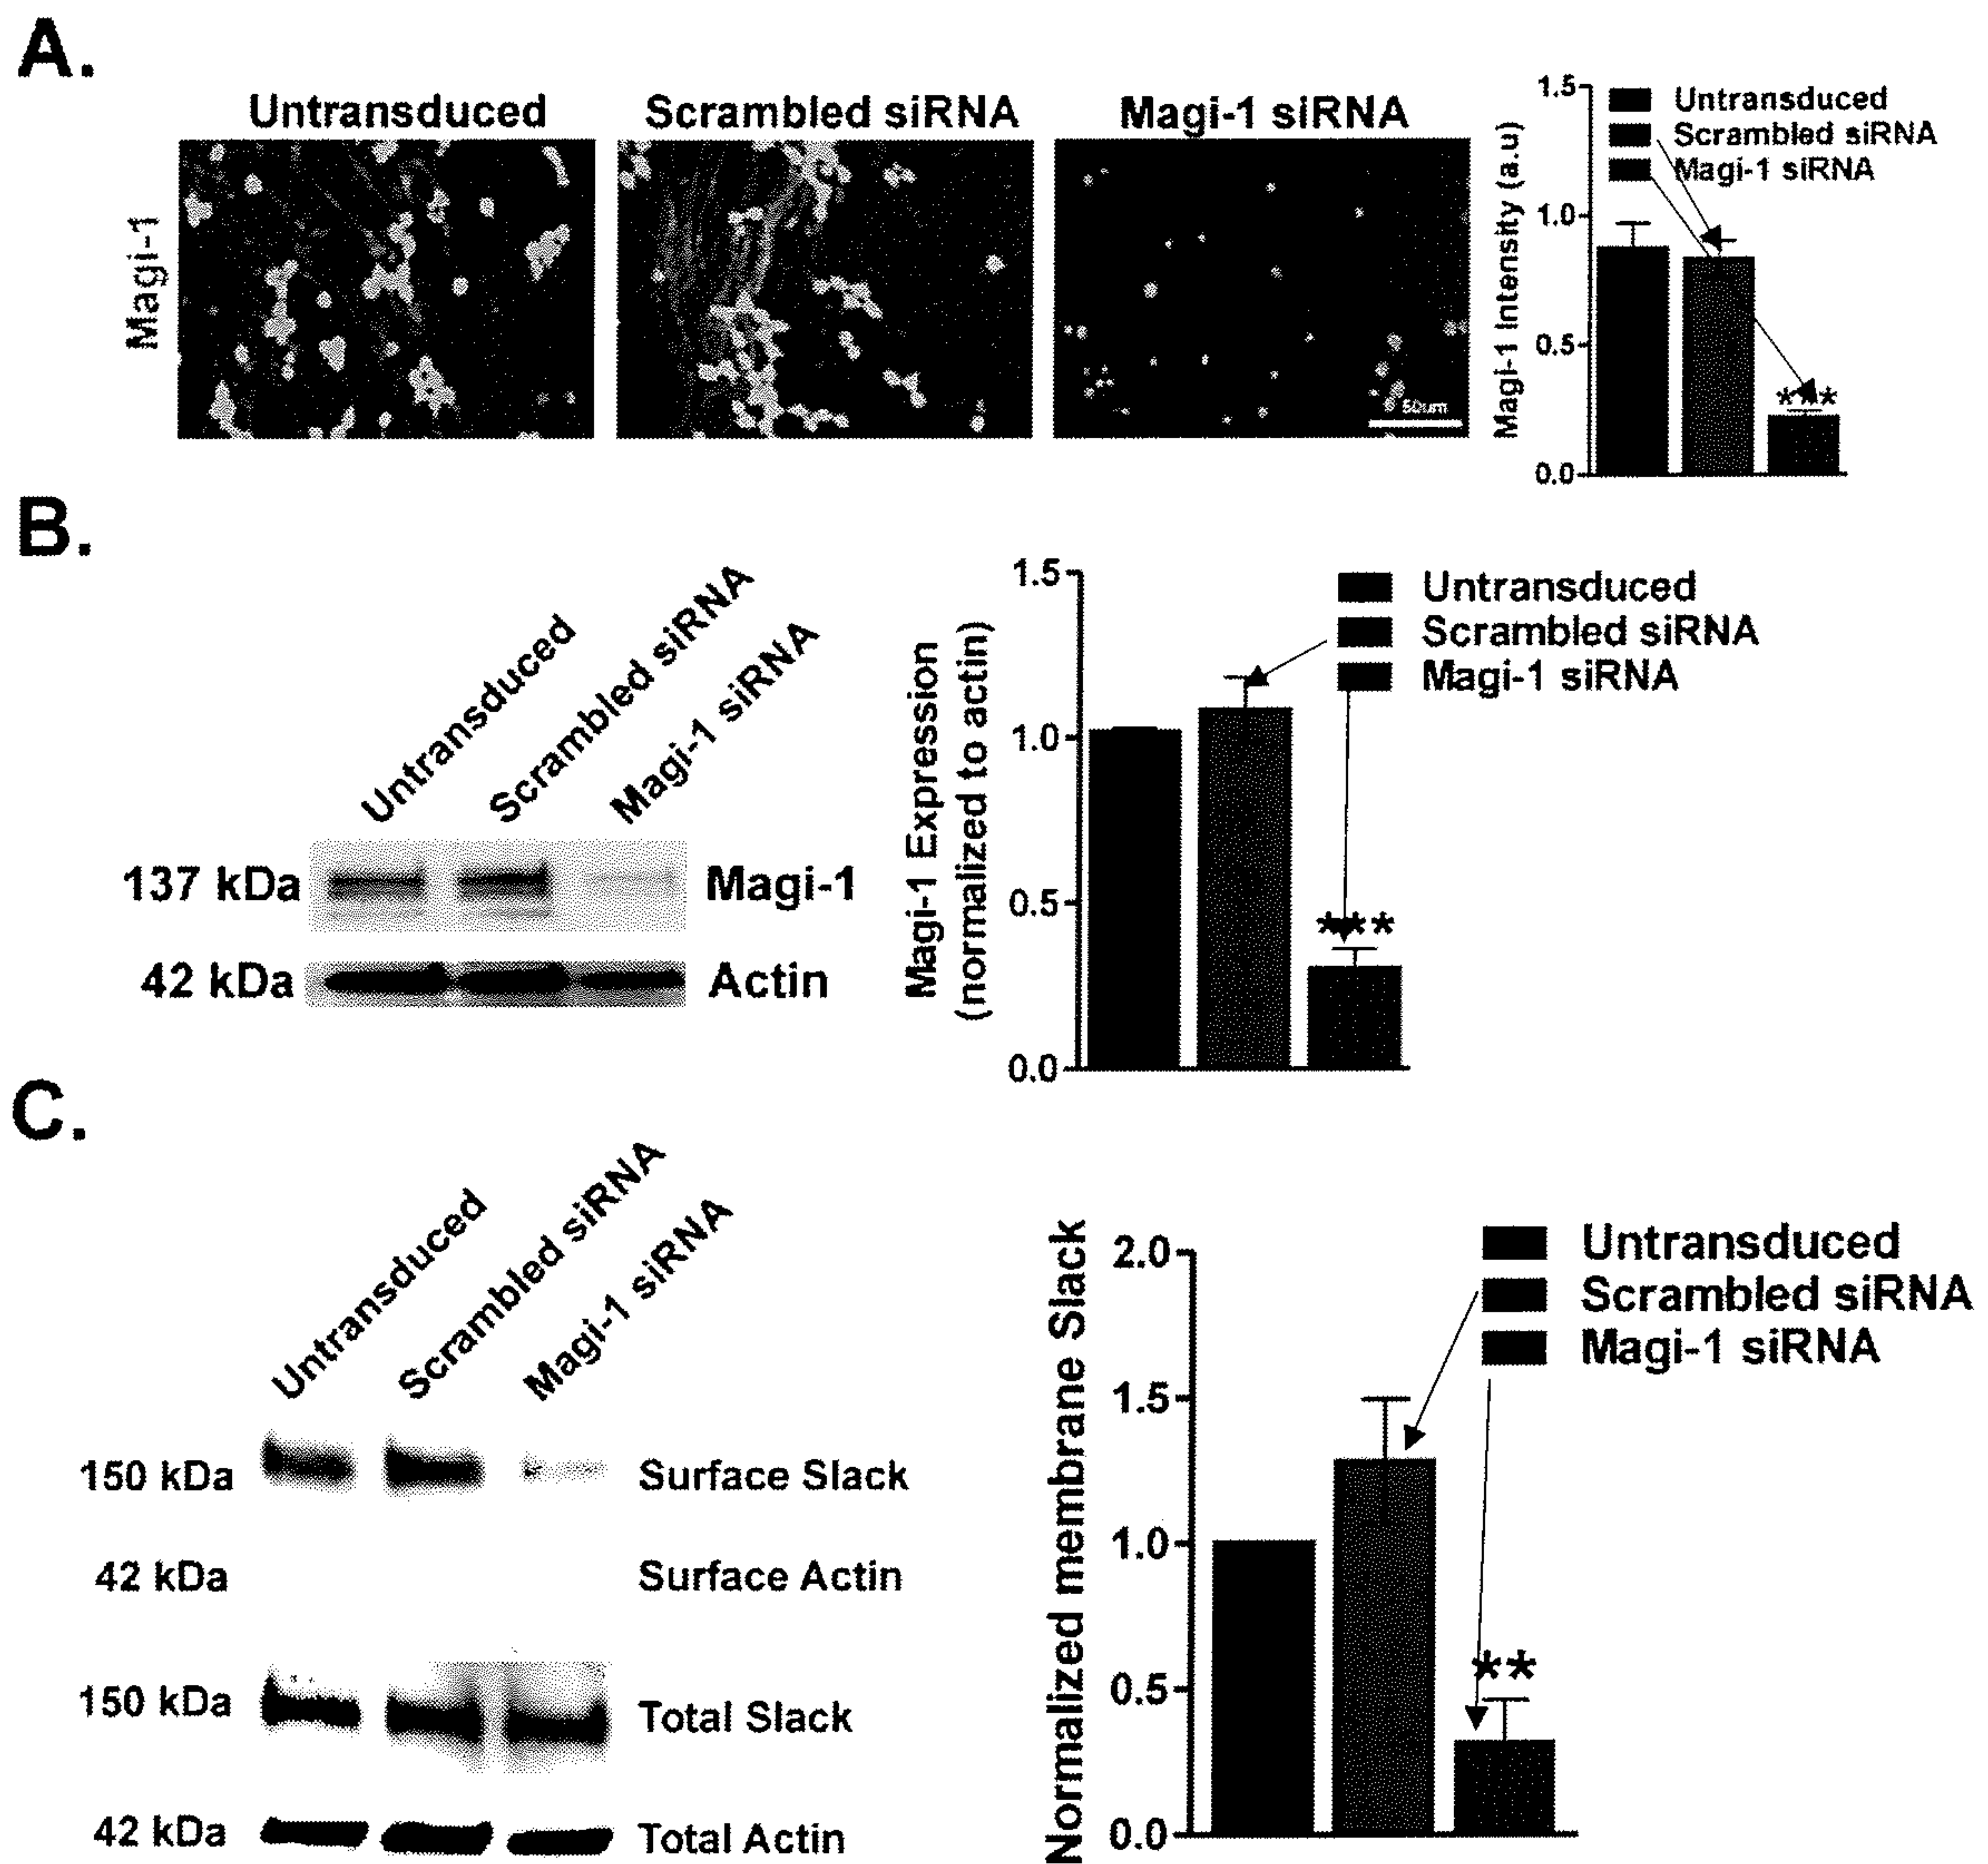 A.
Untransduced
Scrambled siRNA
Magi-1 siRNA
Magi-1
50um
Magi-1 Intensity (a.u)
1.5
1.0
0.5
0.0
Untransduced
Scrambled siRNA
Magi-1 siRNA
***
B.
Untransduced
Scrambled siRNA
Magi-1 siRNA
137 kDa
Magi-1
42 kDa
Actin
Magi-1 Expression
(normalized to actin)
1.5
1.0
0.5
0.0
Untransduced
Scrambled siRNA
Magi-1 siRNA
***
C.
Untransduced
Scrambled siRNA
Magi-1 siRNA
150 kDa
Surface Slack
42 kDa
Surface Actin
150 kDa
Total Slack
42 kDa
Total Actin
Normalized membrane Slack
2.0
1.5
1.0
0.5
0.0
Untransduced
Scrambled siRNA
Magi-1 siRNA
**